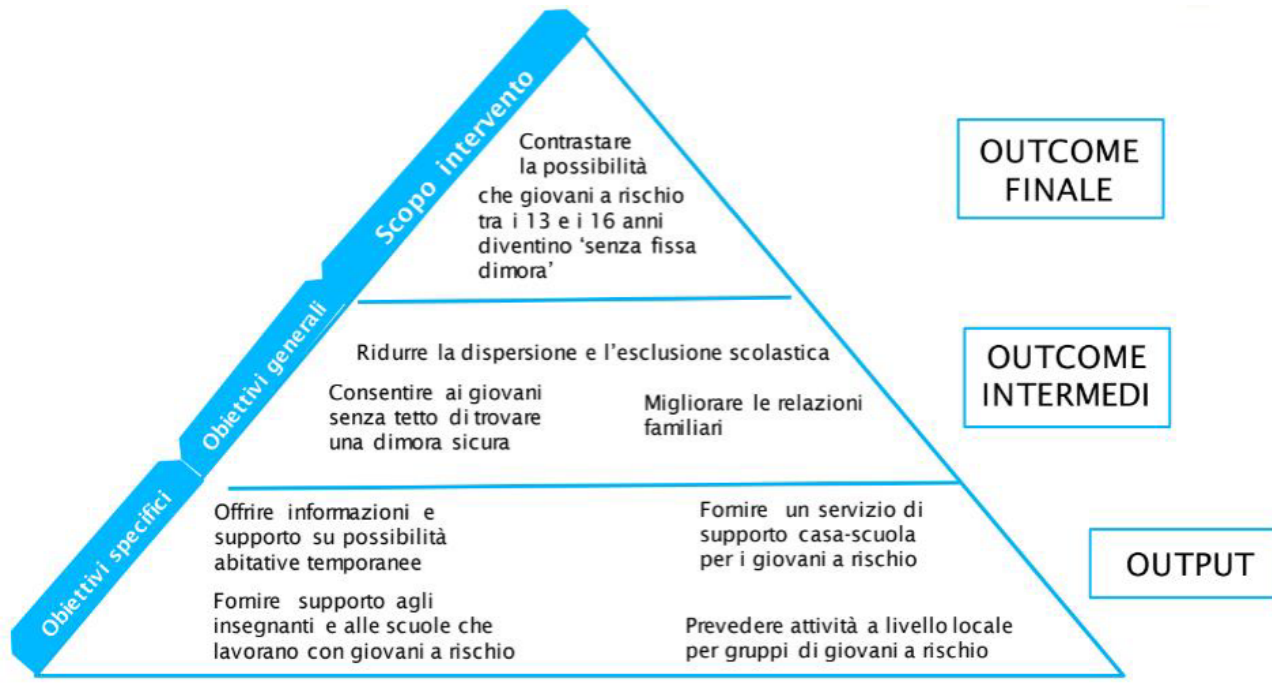 Scopo intervento
Contrastare
la possibilità
che giovani a rischio
tra i 13 e i 16 anni
diventino ‘senza fissa
dimora’
OUTCOME
FINALE
Obiettivi generali
Ridurre la dispersione e l’esclusione scolastica
Consentire ai giovani
senza tetto di trovare
una dimora sicura
Migliorare le relazioni
familiari
OUTCOME
INTERMEDI
Obiettivi specifici
Offrire informazioni e
supporto su possibilità
abitative temporanee
Fornire un servizio di
supporto casa-scuola
per i giovani a rischio
Fornire supporto agli
insegnanti e alle scuole che
lavorano con giovani a rischio
Prevedere attività a livello locale
per gruppi di giovani a rischio
OUTPUT